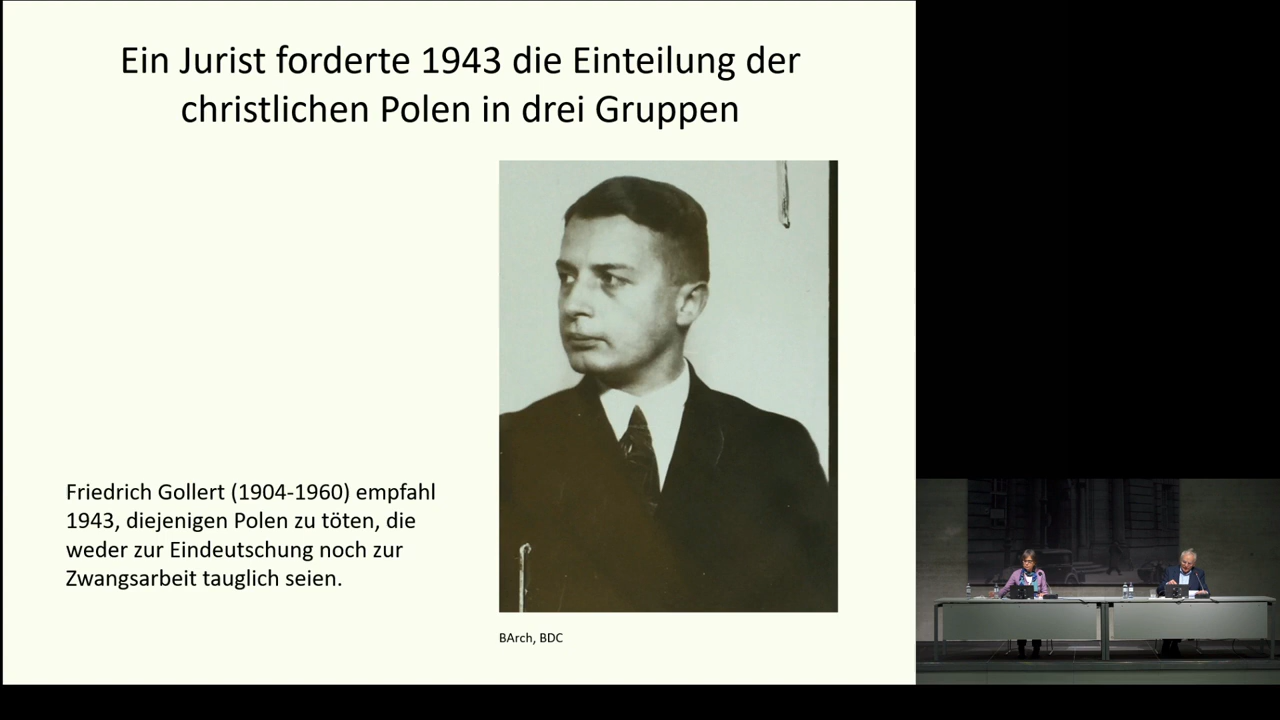 Ein Jurist forderte 1943 die Einteilung der
christlichen Polen in drei Gruppen
Friedrich Gollert (1904-1960) empfahl
1943, diejenigen Polen zu töten, die
weder zur Eindeutschung noch zur
Zwangsarbeit tauglich seien.
BArch, BDC